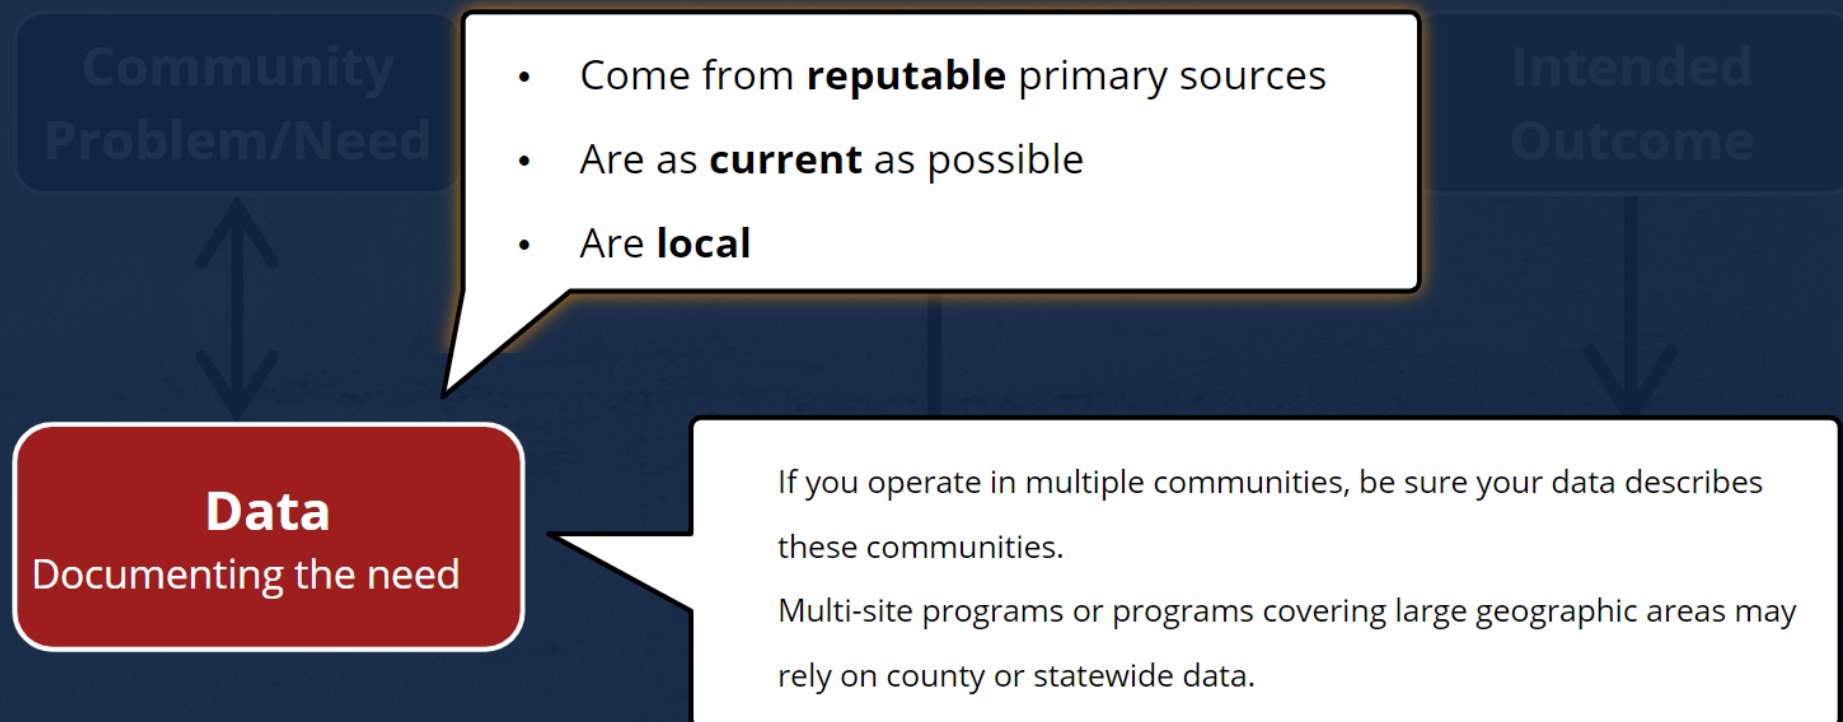 Community
Problem/Need
• Come from reputable primary sources
• Are as current as possible
• Are local
Intended
Outcome
Data
Documenting the need
If you operate in multiple communities, be sure your data describes
these communities.
Multi-site programs or programs covering large geographic areas may
rely on county or statewide data.